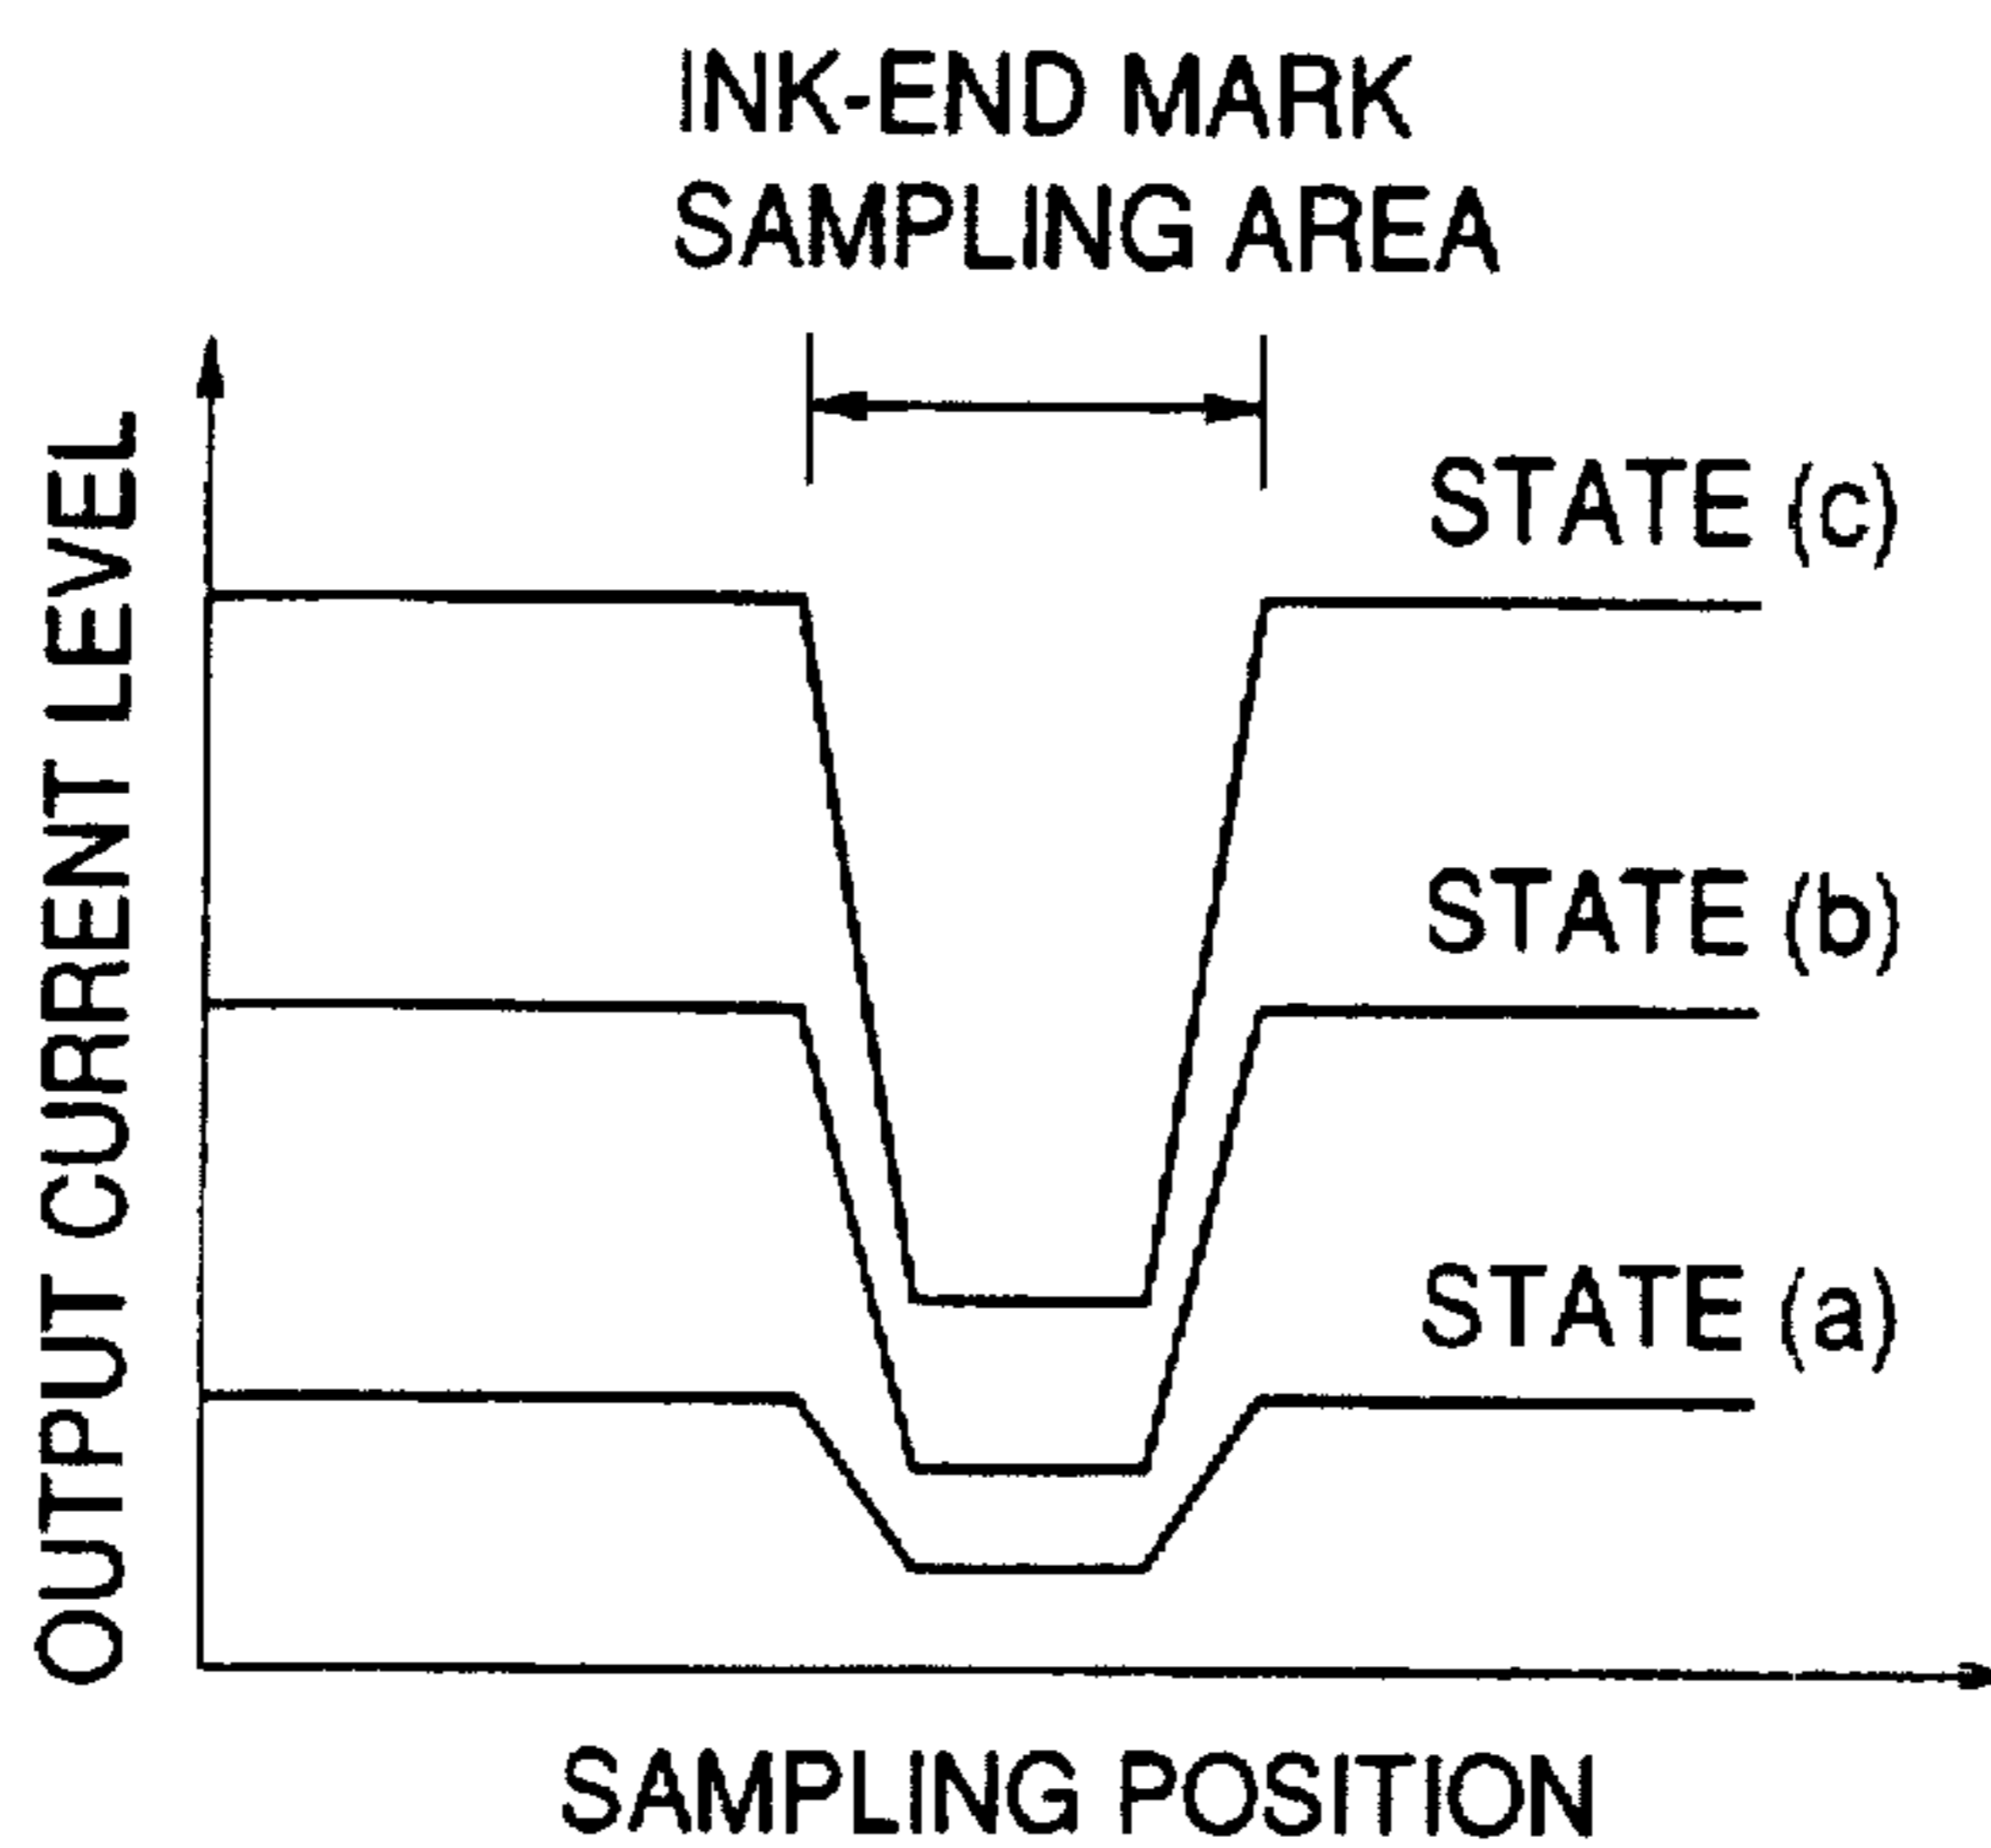 INK-END MARK
SAMPLING AREA
STATE (c)
STATE (b)
STATE (a)
OUTPUT CURRENT LEVEL
SAMPLING POSITION